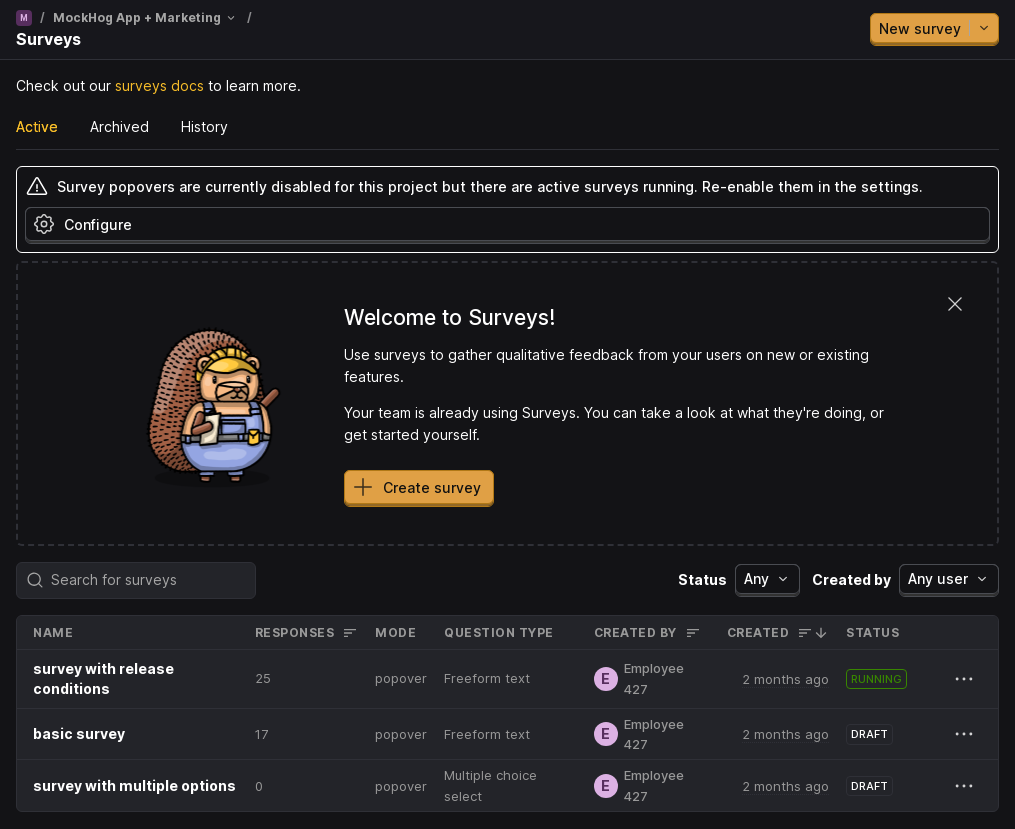 M / MockHog App + Marketing /
Surveys
New survey
Check out our surveys docs to learn more.
Active Archived History
Survey popovers are currently disabled for this project but there are active surveys running. Re-enable them in the settings.
Configure
Welcome to Surveys!
Use surveys to gather qualitative feedback from your users on new or existing
features.
Your team is already using Surveys. You can take a look at what they're doing, or
get started yourself.
Create survey
Search for surveys
Status Any Created by Any user
NAME RESPONSES MODE QUESTION TYPE CREATED BY CREATED STATUS
survey with release
conditions
25 popover Freeform text E Employee
427
2 months ago RUNNING
basic survey 17 popover Freeform text E Employee
427
2 months ago DRAFT
survey with multiple options 0 popover Multiple choice
select
E Employee
427
2 months ago DRAFT